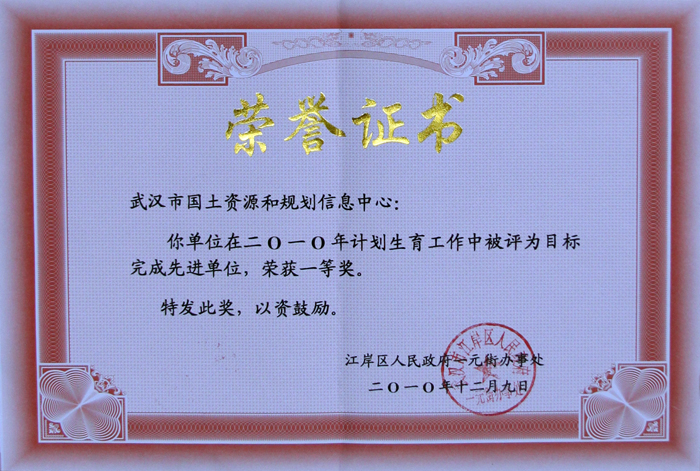 荣誉证书
武汉市国土资源和规划信息中心：
你单位在二O一O年计划生育工作中被评为目标
完成先进单位，荣获一等奖。
特发此奖，以资鼓励。
江岸区人民政府一元街办事处
二O一O年十二月九日